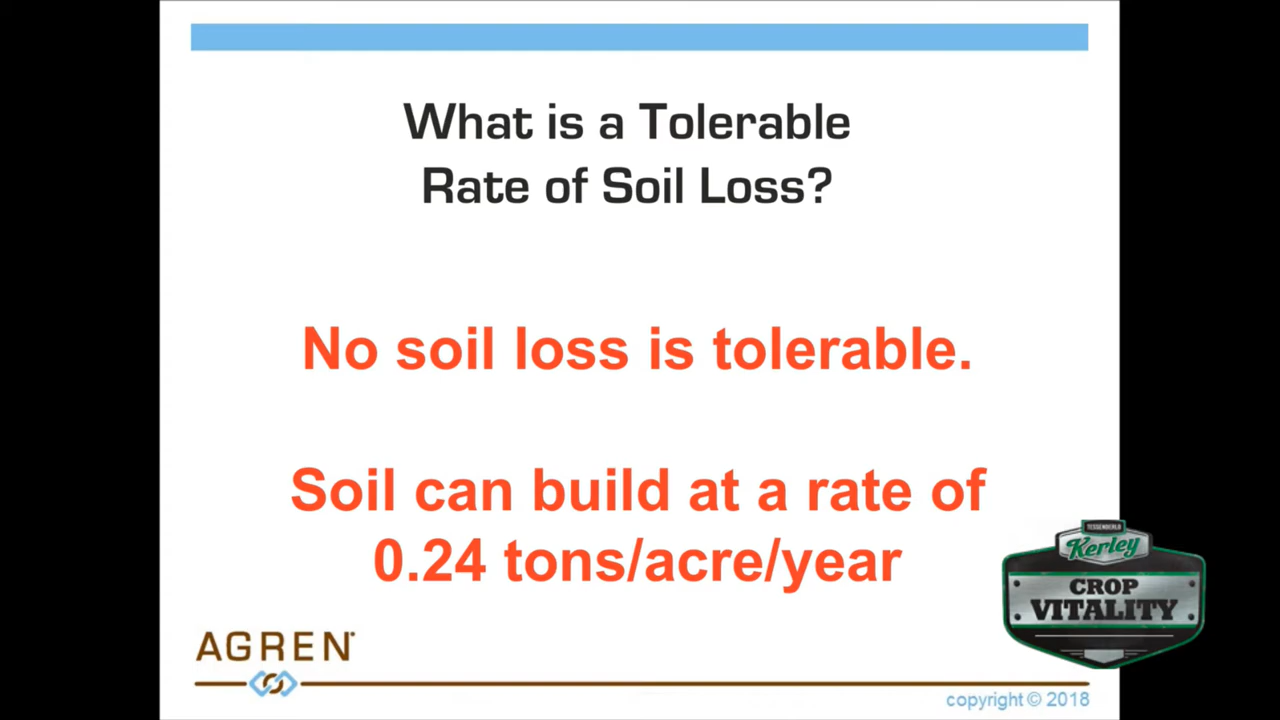 What is a Tolerable
Rate of Soil Loss?
No soil loss is tolerable.
Soil can build at a rate of
0.24 tons/acre/year
TESSENDERLO
Kerley
CROP
VITALITY
AGREN®
copyright © 2018